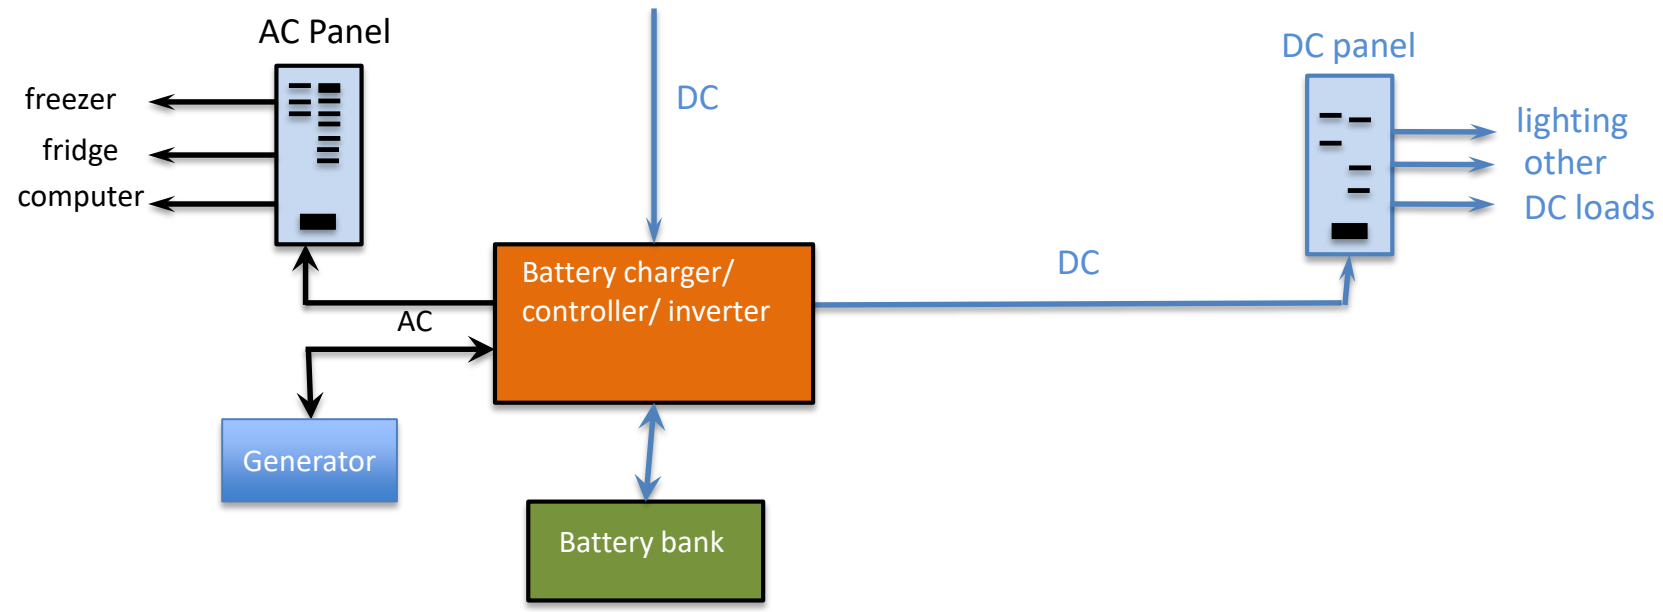 AC Panel
freezer
fridge
computer
DC
DC panel
lighting
other
DC loads
Battery charger/
controller/ inverter
DC
AC
Generator
Battery bank